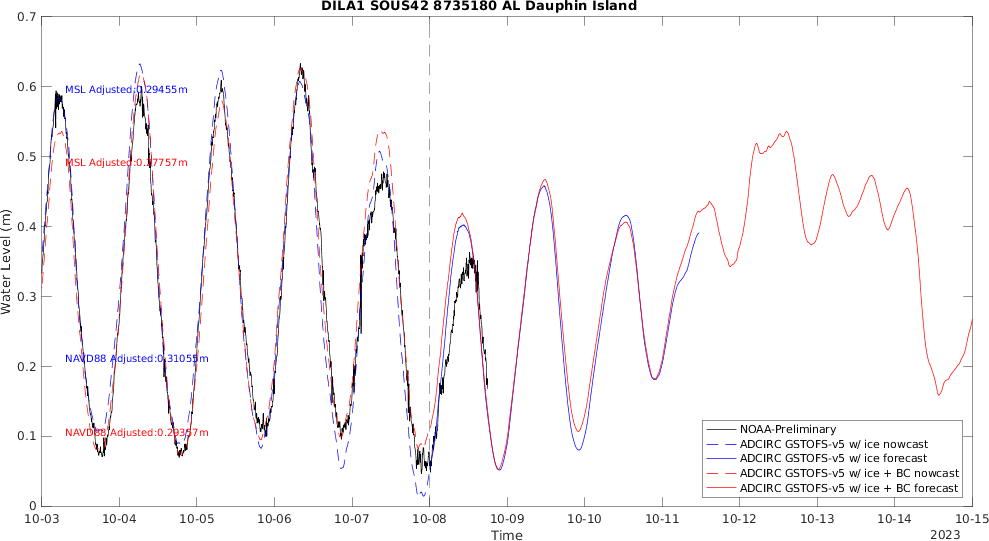 DILA1 SOUS42 8735180 AL Dauphin Island
0.7
0.6
0.5
0.4
0.3
0.2
0.1
0
Water Level (m)
MSL Adjusted:0.29455m
MSL Adjusted:0.27757m
NAVD88 Adjusted:0.31055m
NAVD88 Adjusted:0.29357m
NOAA-Preliminary
ADCIRC GSTOFS-v5 w/ ice nowcast
ADCIRC GSTOFS-v5 w/ ice forecast
ADCIRC GSTOFS-v5 w/ ice + BC nowcast
ADCIRC GSTOFS-v5 w/ ice + BC forecast
10-03 10-04 10-05 10-06 10-07 10-08 10-09 10-10 10-11 10-12 10-13 10-14 10-15
Time
2023